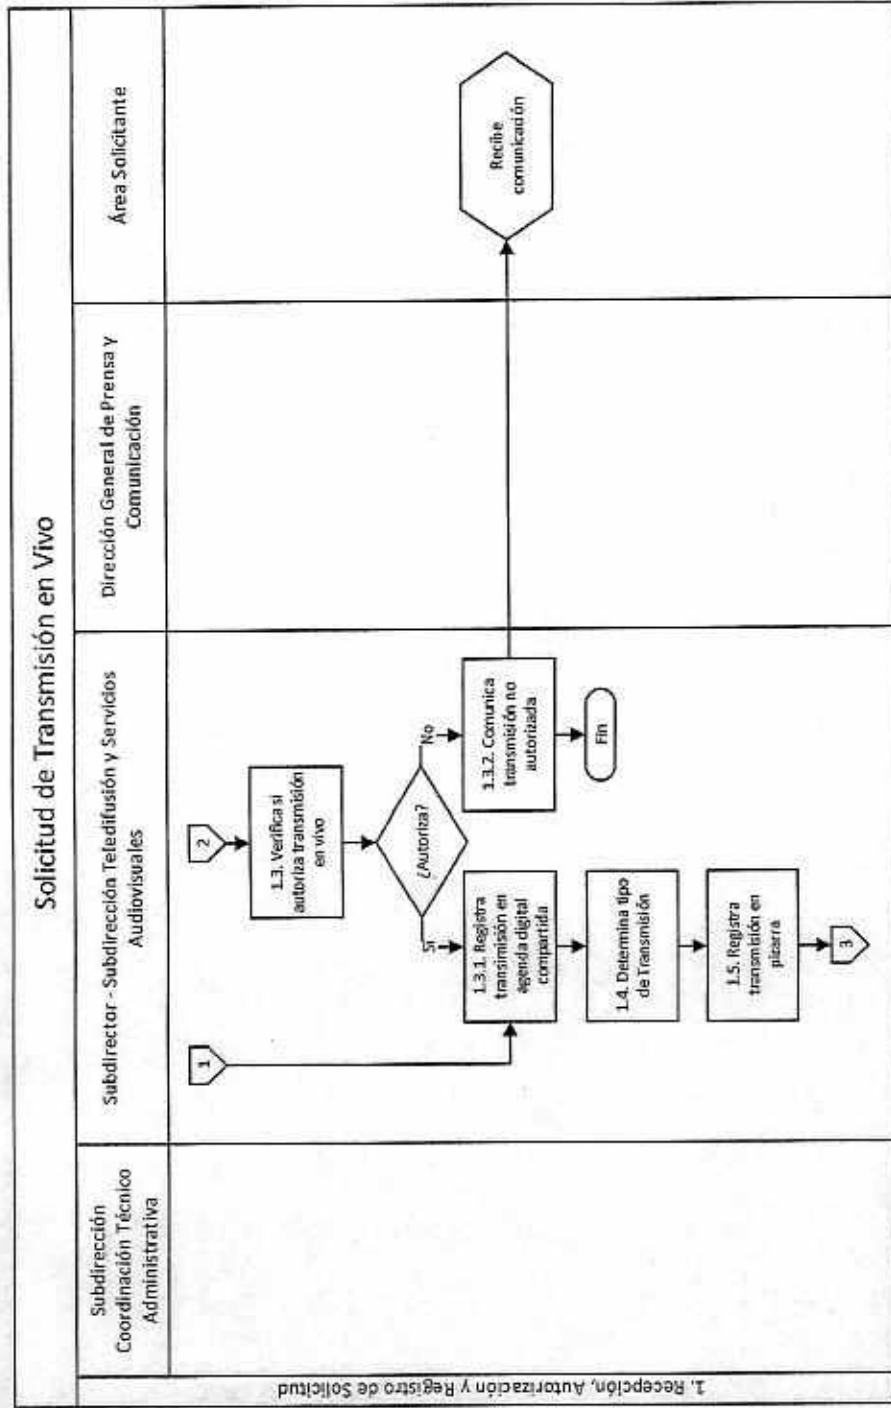 Solicitud de Transmisión en Vivo
Subdirección
Coordinación Técnico
Administrativa
Subdirector - Subdirección Teledifusión y Servicios
Audiovisuales
Dirección General de Prensa y
Comunicación
Área Solicitante
1. Recepción, Autorización y Registro de Solicitud
1
2
1.3. Verifica si
autoriza transmisión
en vivo
¿Autoriza?
Sí
No
1.3.1. Registra
transimisión en
agenda digital
compartida
1.3.2. Comunica
transmisión no
autorizada
Recibe
comunicación
1.4. Determina tipo
de Transmisión
Fin
1.5. Registra
transmisión en
pizarra
3